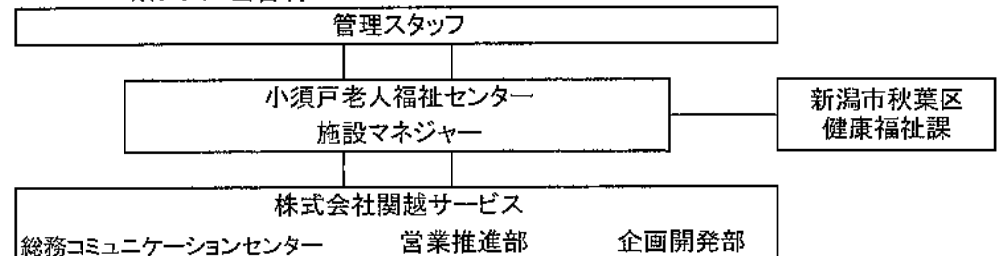 管理スタッフ
小須戸老人福祉センター
施設マネジャー
新潟市秋葉区
健康福祉課
株式会社関越サービス
総務コミュニケーションセンター 営業推進部 企画開発部